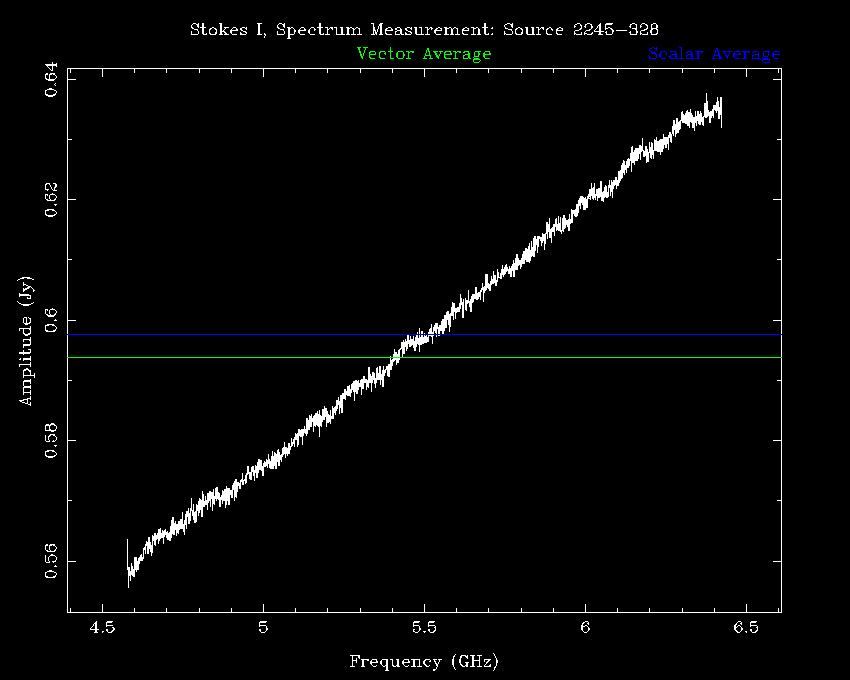 Stokes I, Spectrum Measurement: Source 2245−328
Vector Average Scalar Average
0.64
0.62
0.6
0.58
0.56
Amplitude (Jy)
4.5 5 5.5 6 6.5
Frequency (GHz)